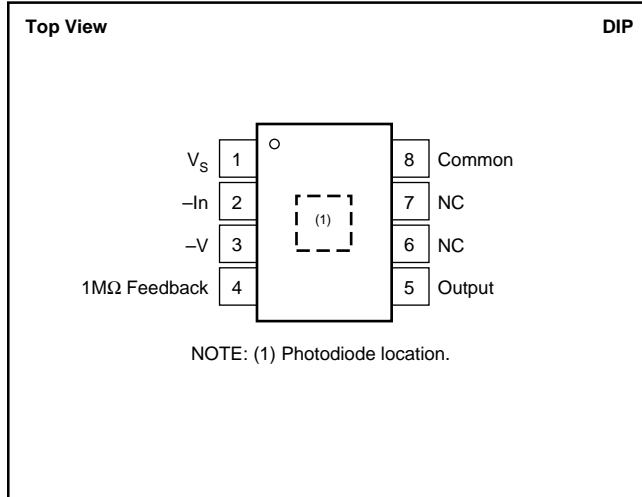 Top View DIP
V_S 1 8 Common
–In 2 7 NC
(1)
–V 3 6 NC
1MΩ Feedback 4 5 Output
NOTE: (1) Photodiode location.